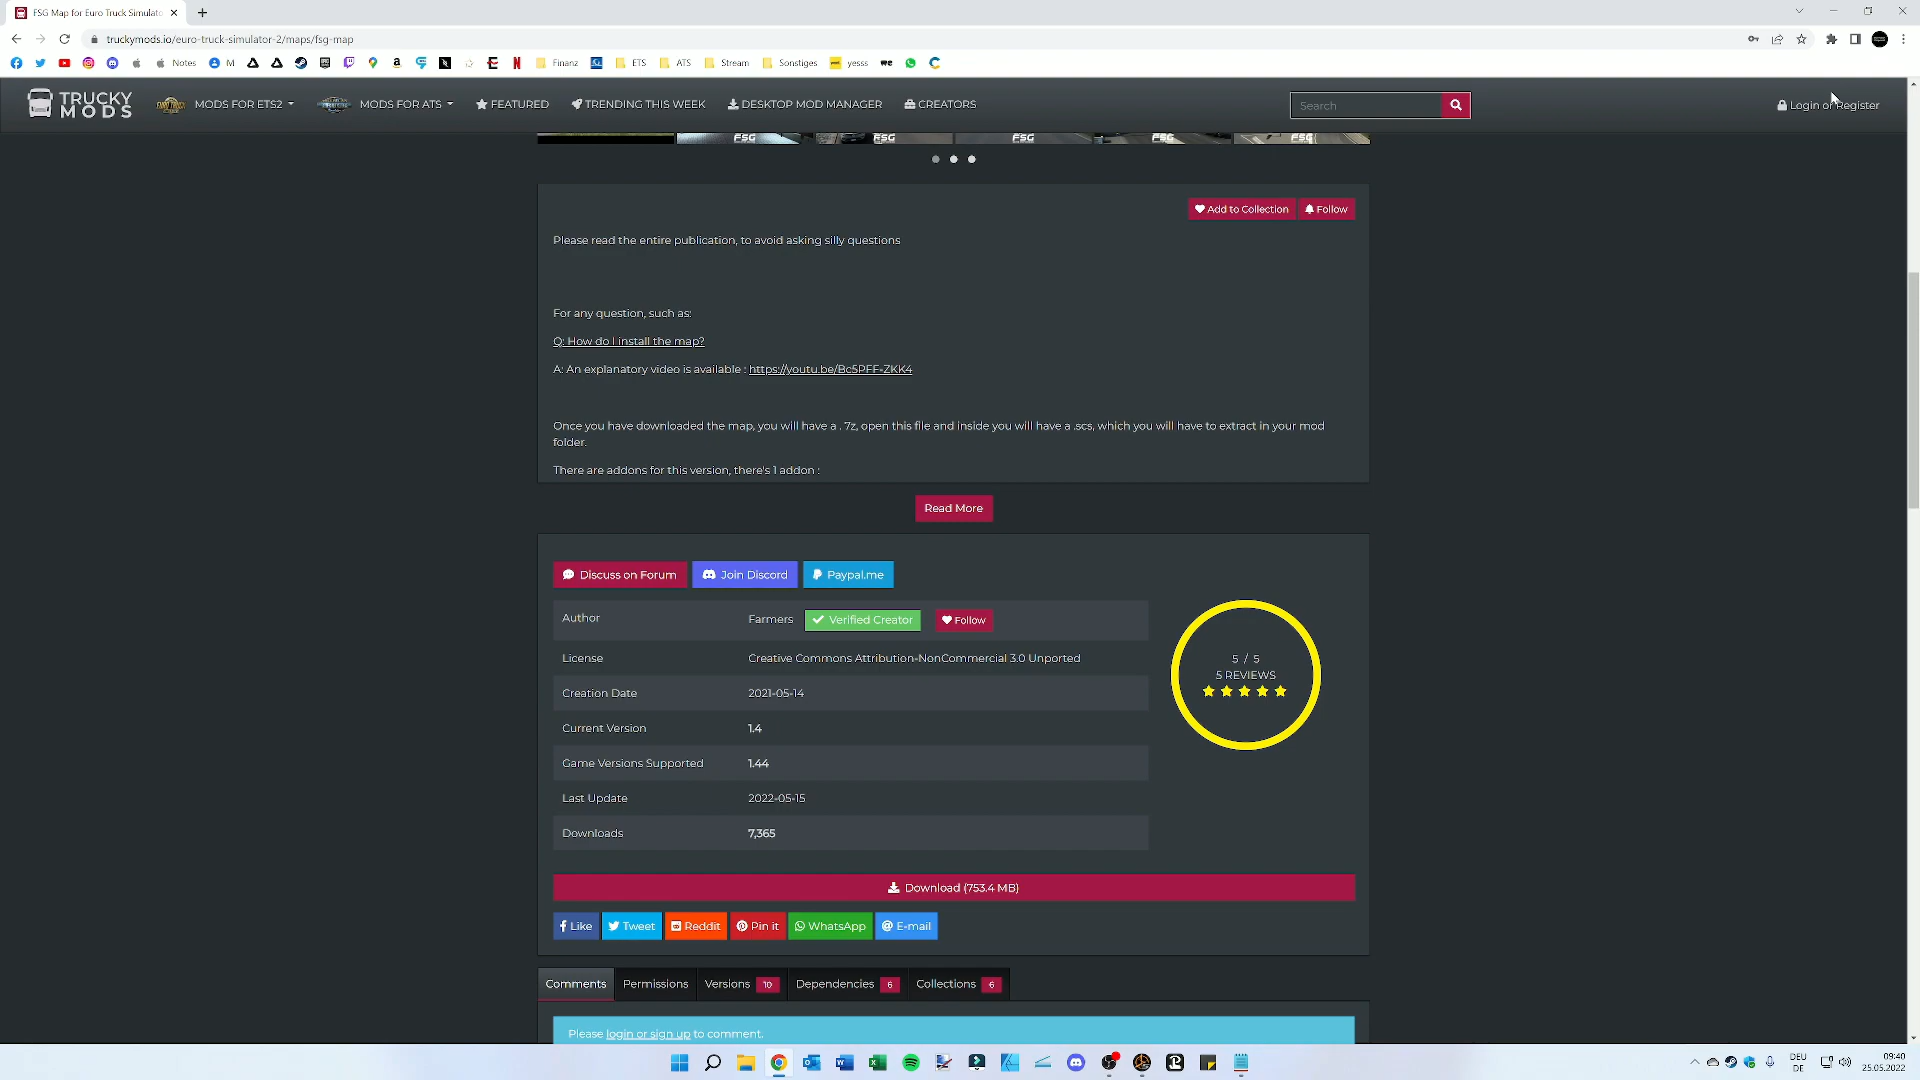 FSG Map for Euro Truck Simulato
truckymods.io/euro-truck-simulator-2/maps/fsg-map
Notes M Finanz ETS ATS Stream Sonstiges yesss
TRUCKY MODS
MODS FOR ETS2 MODS FOR ATS FEATURED TRENDING THIS WEEK DESKTOP MOD MANAGER CREATORS Search Login or Register
FSG FSG FSG FSG FSG
Add to Collection Follow
Please read the entire publication, to avoid asking silly questions
For any question, such as:
Q: How do I install the map?
A: An explanatory video is available : https://youtu.be/Bc5PFF-ZKK4
Once you have downloaded the map, you will have a . 7z, open this file and inside you will have a .scs, which you will have to extract in your mod
folder.
There are addons for this version, there's 1 addon :
Read More
Discuss on Forum Join Discord Paypal.me
Author Farmers Verified Creator Follow
License Creative Commons Attribution-NonCommercial 3.0 Unported
Creation Date 2021-05-14
Current Version 1.4
Game Versions Supported 1.44
Last Update 2022-05-15
Downloads 7,365
5 / 5
5 REVIEWS
Download (753.4 MB)
Like Tweet Reddit Pin it WhatsApp E-mail
Comments Permissions Versions 10 Dependencies 6 Collections 6
Please login or sign up to comment.
DEU
DE
09:40
25.05.2022